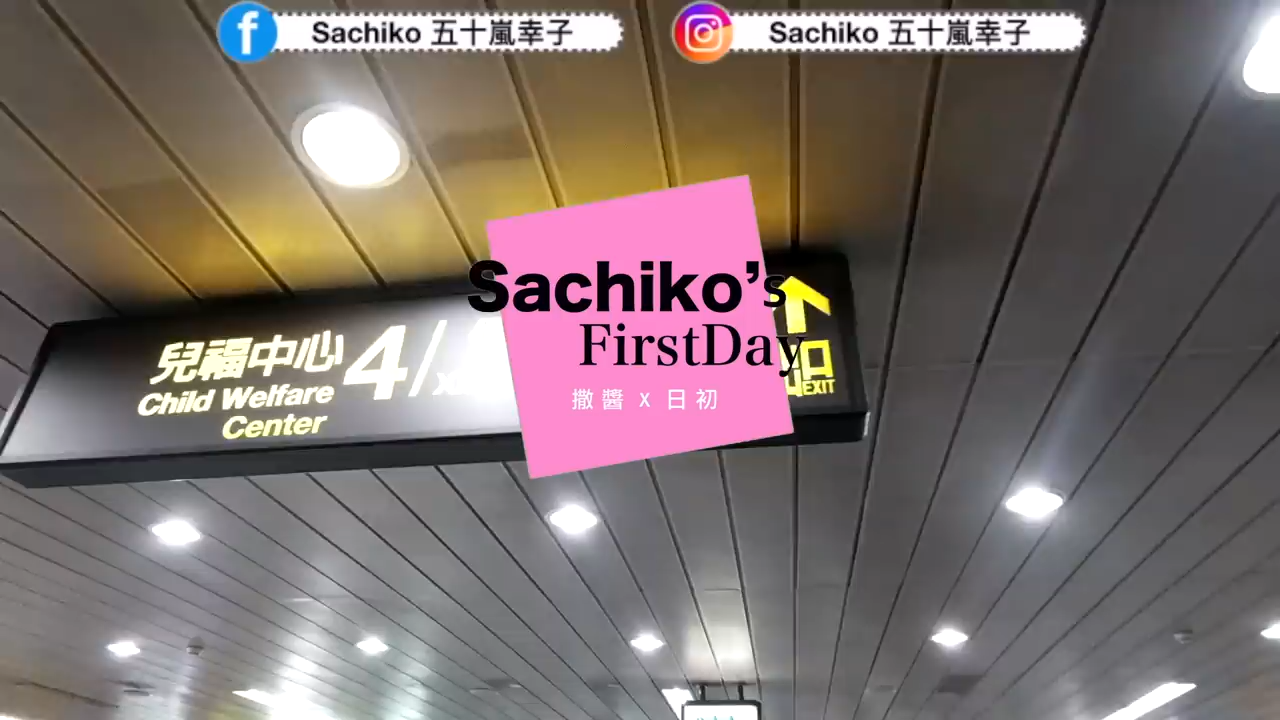 Sachiko 五十嵐幸子
Sachiko 五十嵐幸子
Sachiko's
FirstDay
撒醬 x 日初
兒福中心 4/
Child Welfare
Center
口
EXIT